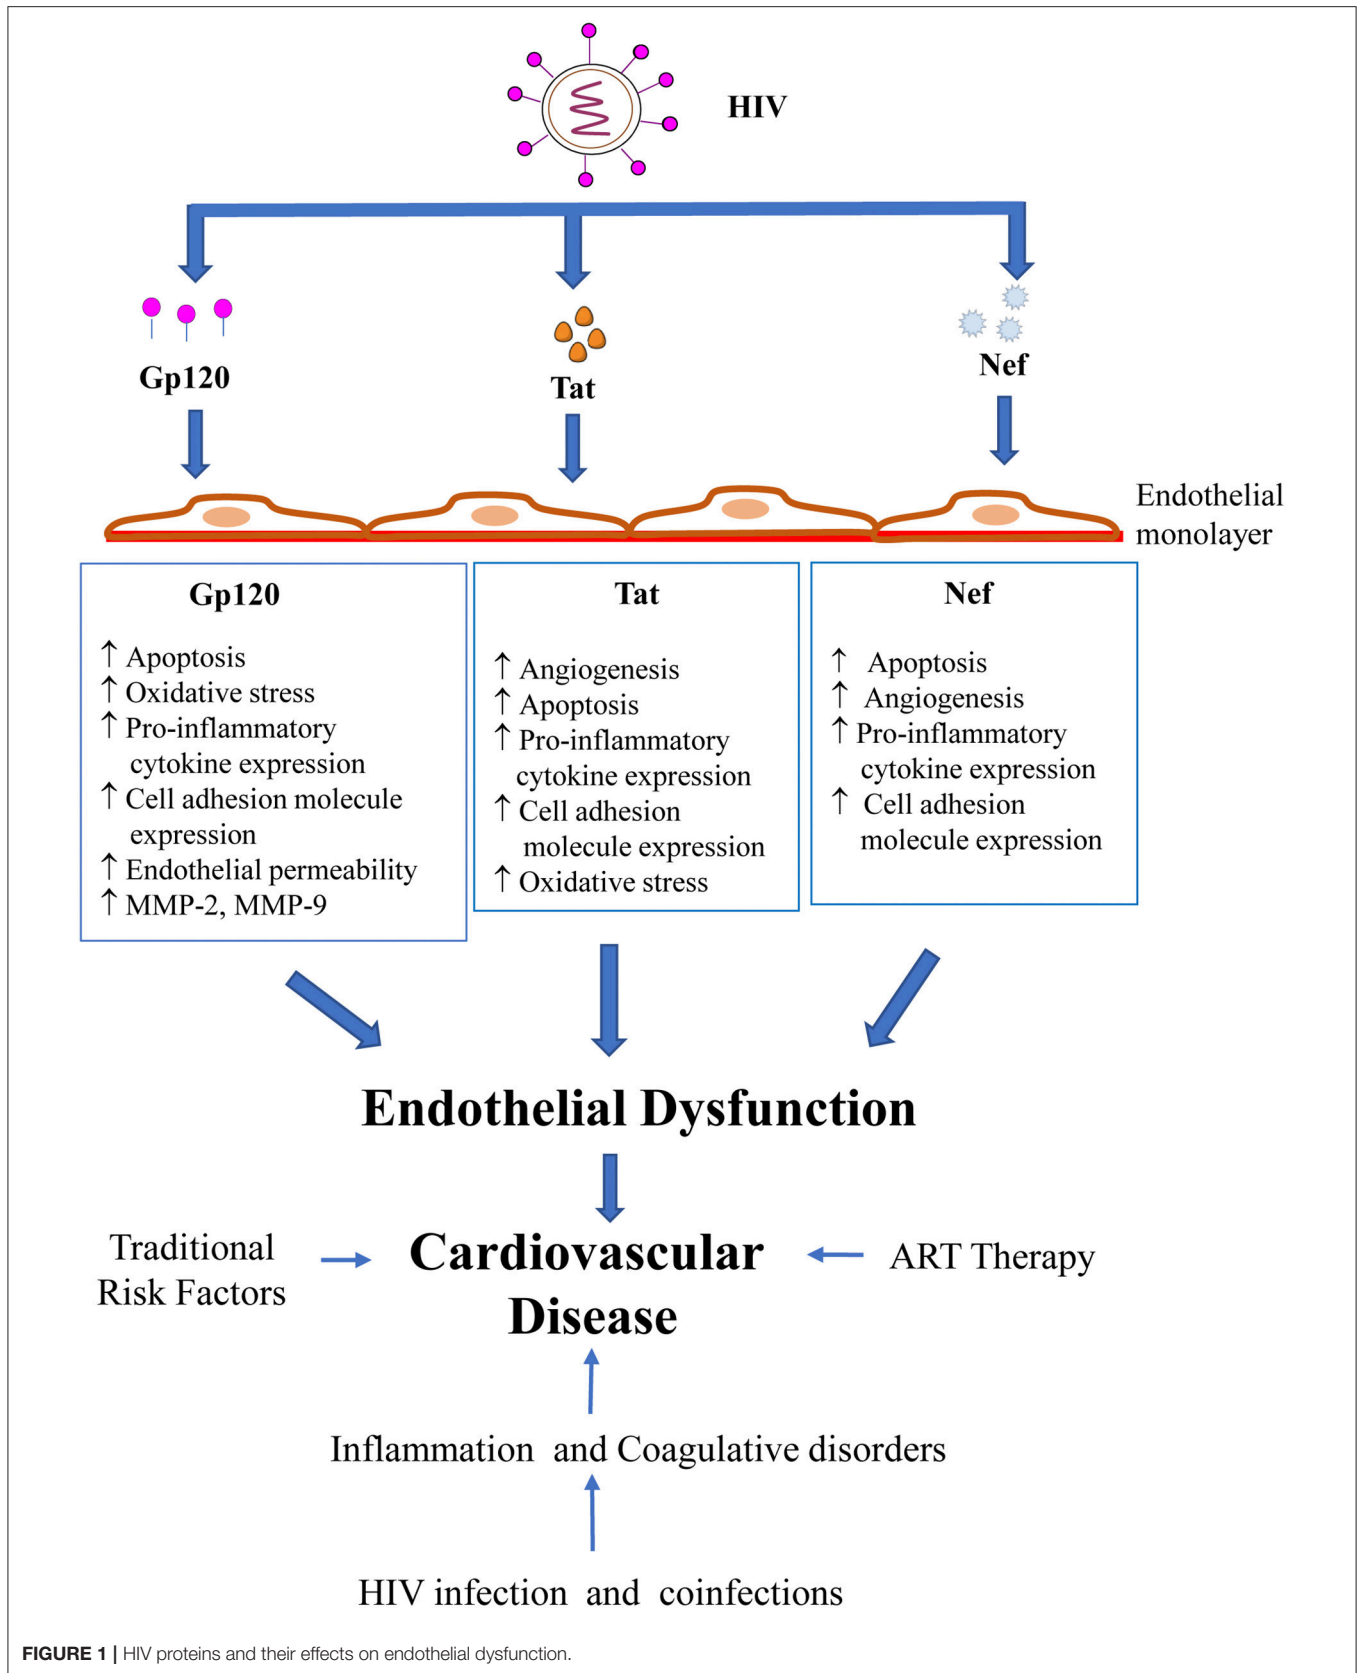 HIV
Gp120
Tat
Nef
Endothelial
monolayer
Gp120
↑ Apoptosis
↑ Oxidative stress
↑ Pro-inflammatory
cytokine expression
↑ Cell adhesion molecule
expression
↑ Endothelial permeability
↑ MMP-2, MMP-9
Tat
↑ Angiogenesis
↑ Apoptosis
↑ Pro-inflammatory
cytokine expression
↑ Cell adhesion
molecule expression
↑ Oxidative stress
Nef
↑ Apoptosis
↑ Angiogenesis
↑ Pro-inflammatory
cytokine expression
↑ Cell adhesion
molecule expression
Endothelial Dysfunction
Traditional
Risk Factors
Cardiovascular
Disease
ART Therapy
Inflammation and Coagulative disorders
HIV infection and coinfections
FIGURE 1 | HIV proteins and their effects on endothelial dysfunction.